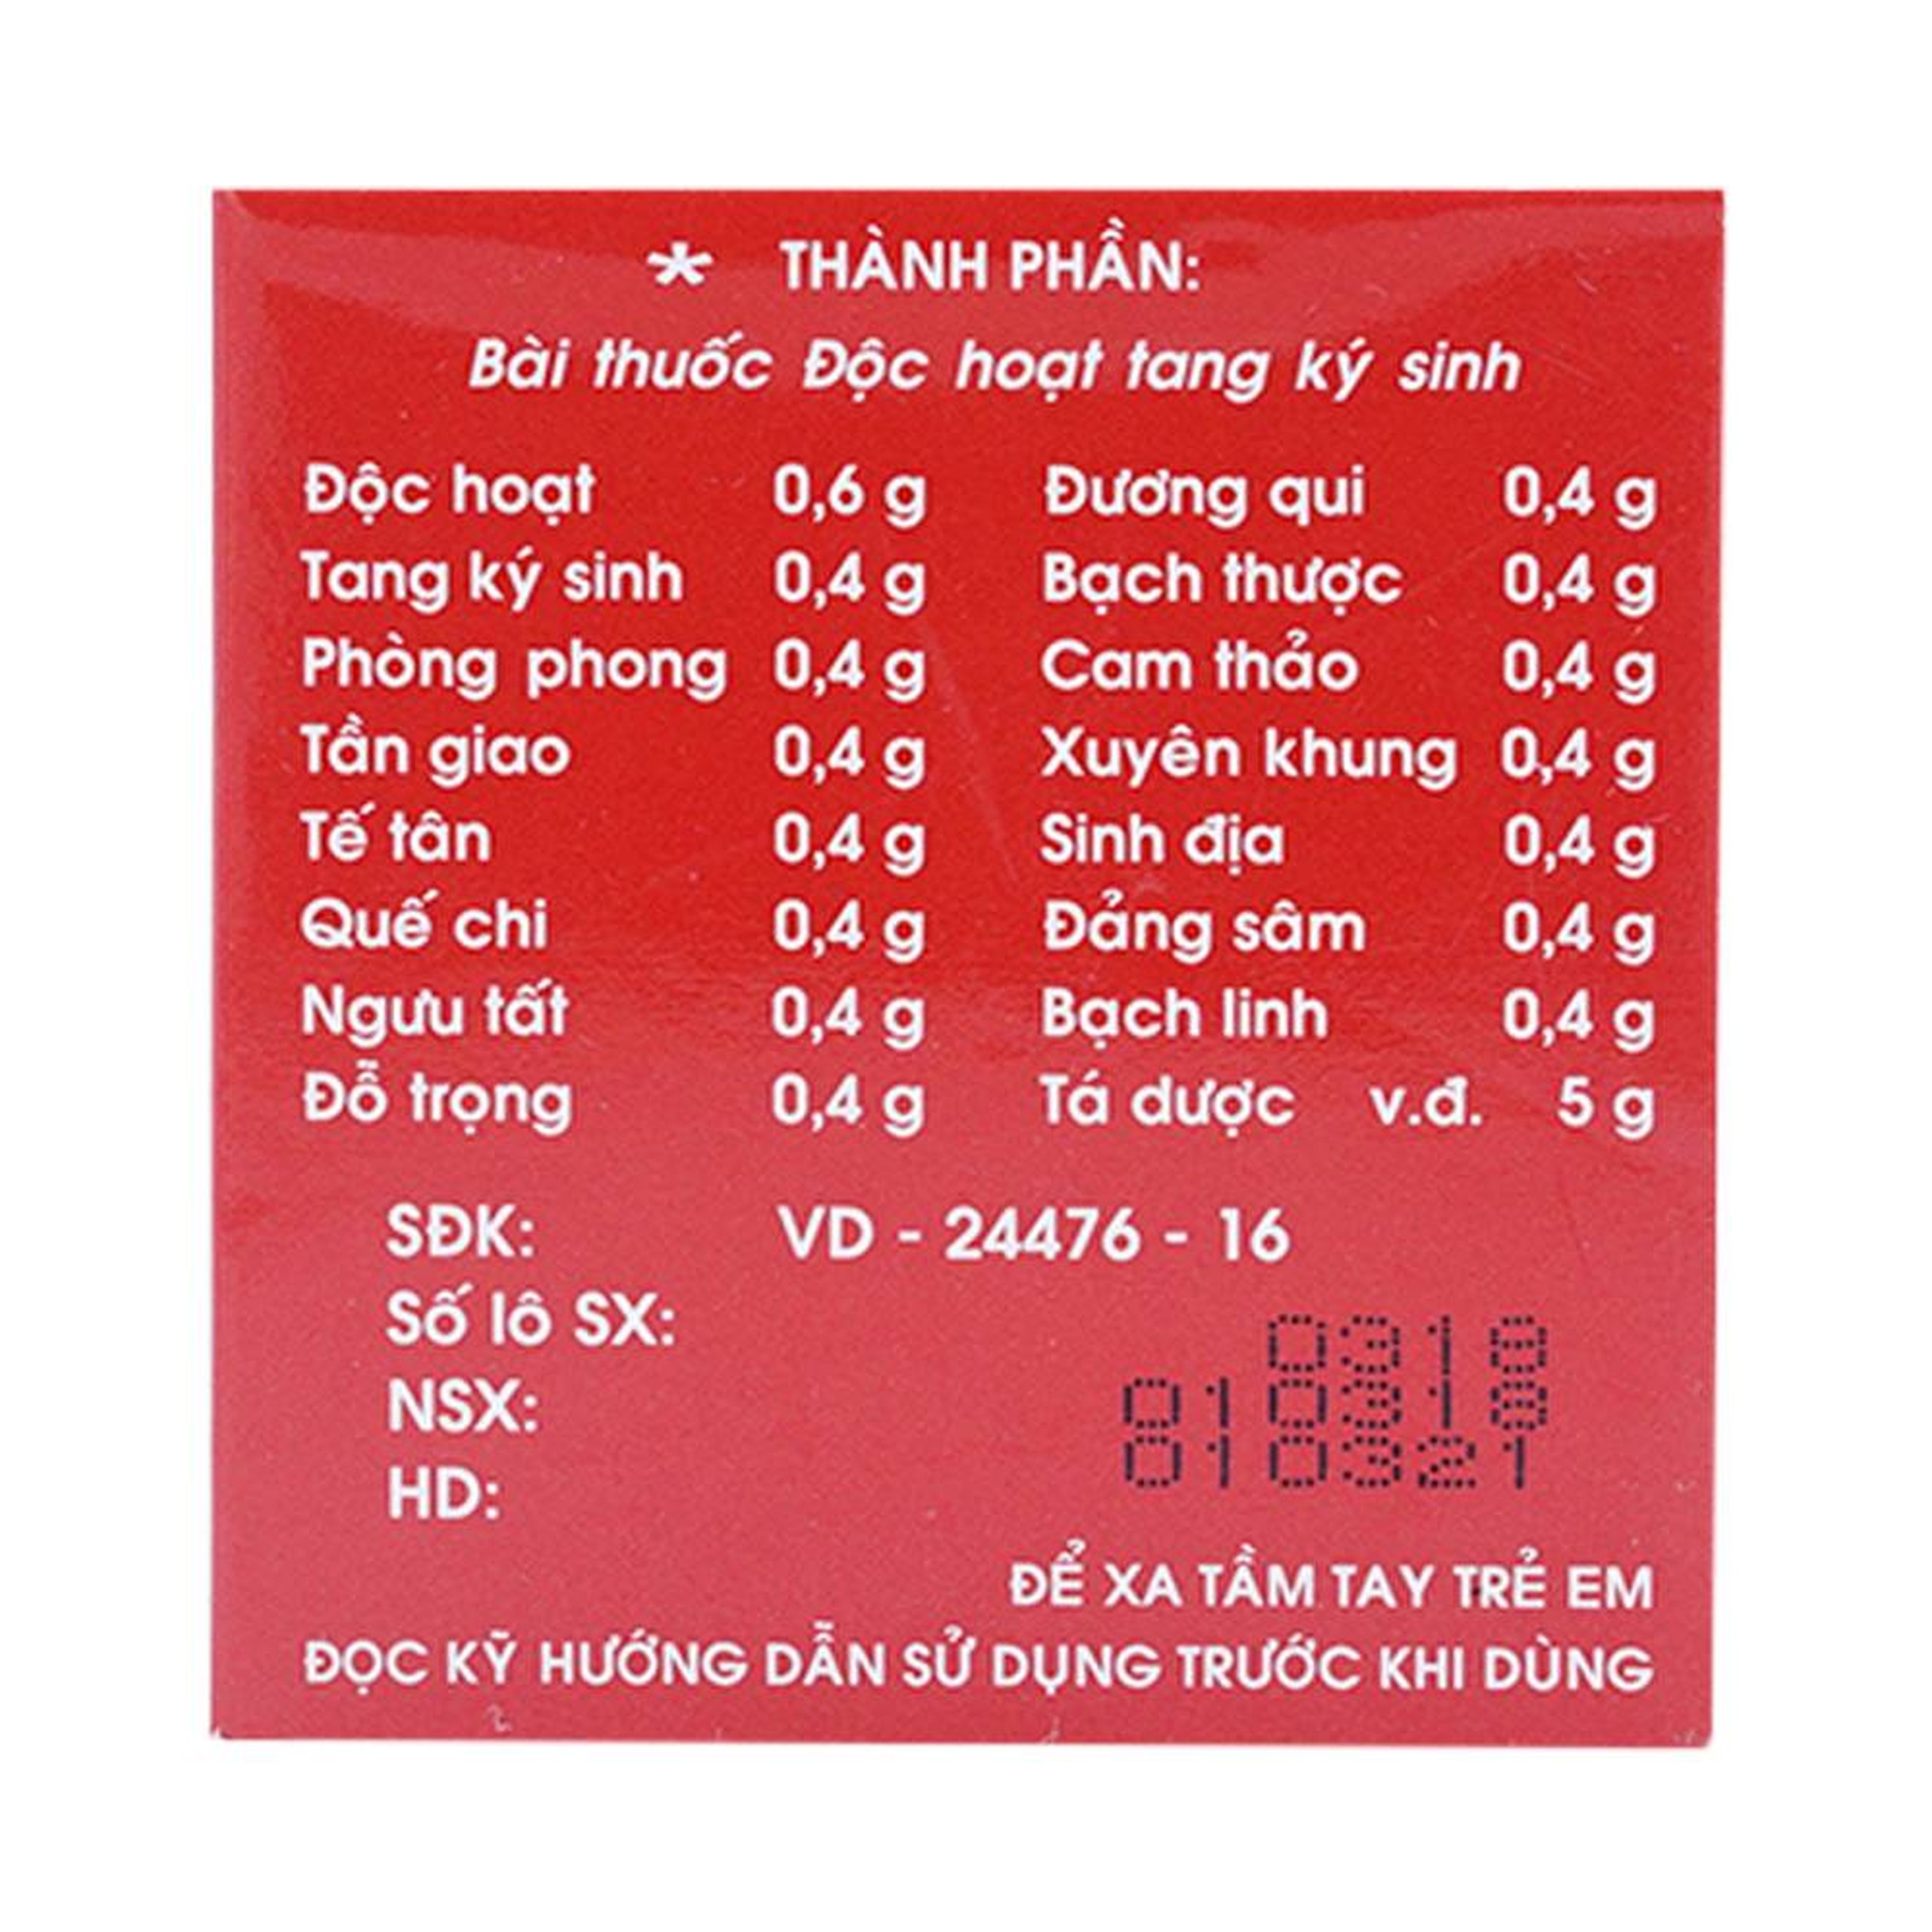 * THÀNH PHẦN:
Bài thuốc Độc hoạt tang ký sinh
Độc hoạt 0,6 g Đương qui 0,4 g
Tang ký sinh 0,4 g Bạch thược 0,4 g
Phòng phong 0,4 g Cam thảo 0,4 g
Tần giao 0,4 g Xuyên khung 0,4 g
Tế tân 0,4 g Sinh địa 0,4 g
Quế chi 0,4 g Đảng sâm 0,4 g
Ngưu tất 0,4 g Bạch linh 0,4 g
Đỗ trọng 0,4 g Tá dược v.đ. 5 g
SĐK: VD - 24476 - 16
Số lô SX: 0318
NSX: 010318
HD: 010321
ĐỂ XA TẦM TAY TRẺ EM
ĐỌC KỸ HƯỚNG DẪN SỬ DỤNG TRƯỚC KHI DÙNG